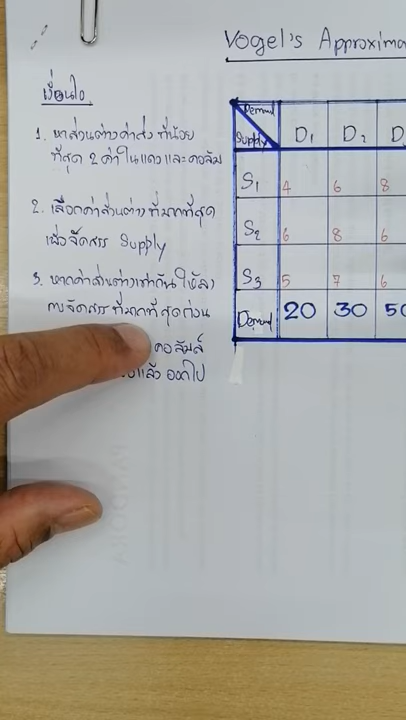 Vogel's Approxima
เงื่อนไข
1. หาส่วนต่างค่าส่ง ที่น้อย
ที่สุด 2 ค่า ในแถว และ คอลัม
2. เลือกค่าส่วนต่าง ที่มากที่สุด
เพื่อจัดสรร Supply
3. หากค่าส่วนต่างเท่ากัน ให้
การจัดสรร ที่มากที่สุดก่อน
คอลัมส์
แล้ว ออกไป
Demand
Supply D1 D2 D
S1 4 6 8
S2 6 8 6
S3 5 7 6
Demand 20 30 50